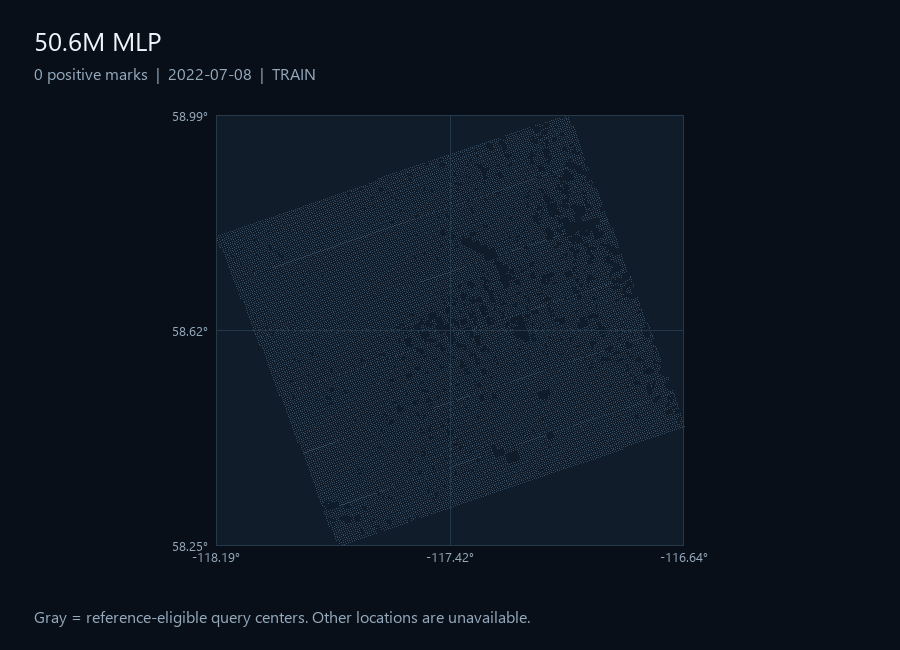 50.6M MLP
0 positive marks | 2022-07-08 | TRAIN
58.99°
58.62°
58.25°
-118.19° -117.42° -116.64°
Gray = reference-eligible query centers. Other locations are unavailable.